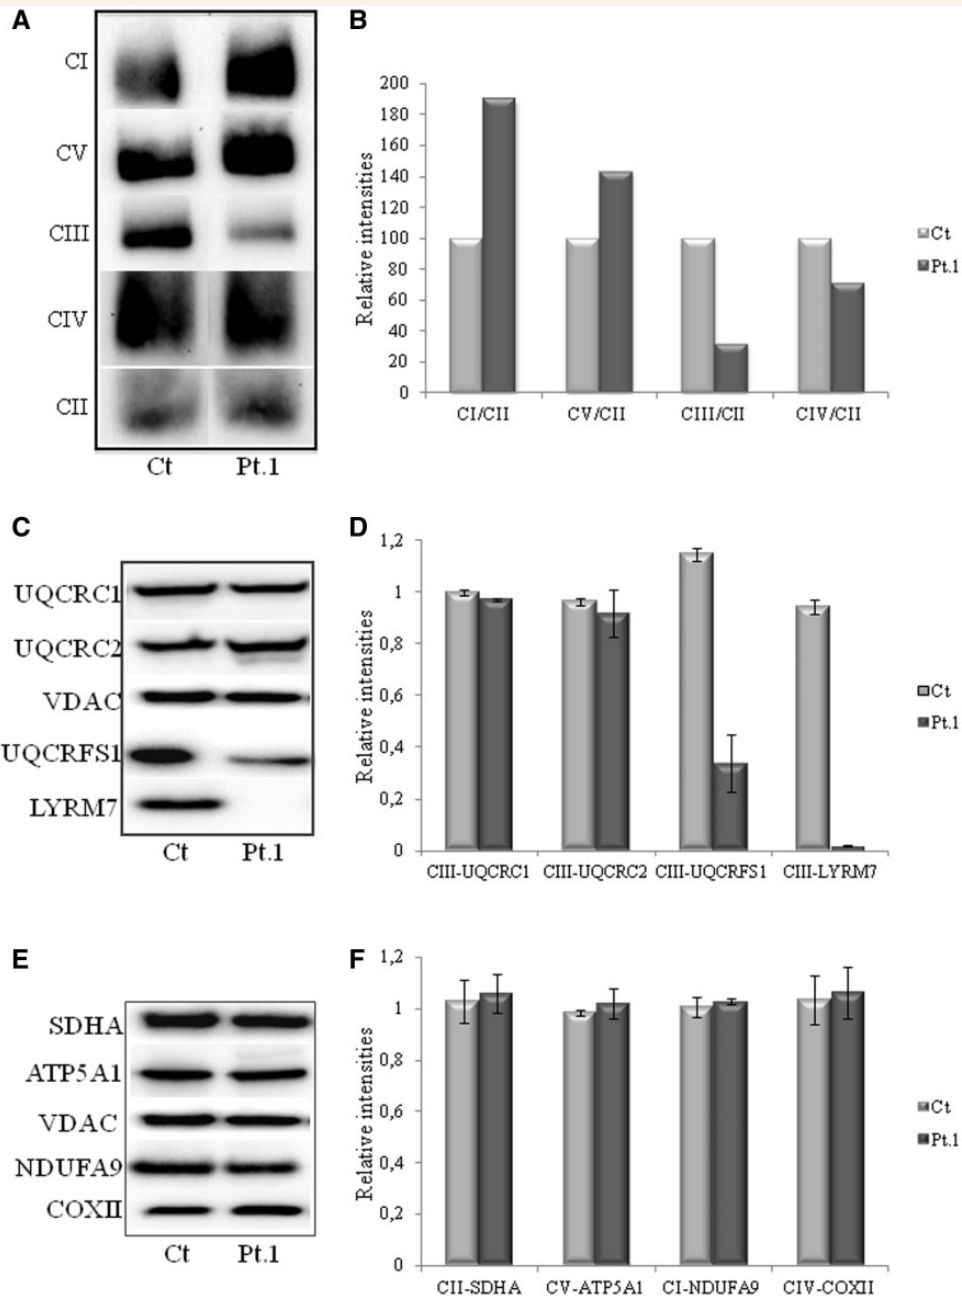 A
CI
CV
CIII
CIV
CII
Ct Pt.1
B
Relative intensities
200
180
160
140
120
100
80
60
40
20
0
CI/CII CV/CII CIII/CII CIV/CII
Ct
Pt.1
C
UQCRC1
UQCRC2
VDAC
UQCRFS1
LYRM7
Ct Pt.1
D
Relative intensities
1,2
1
0,8
0,6
0,4
0,2
0
CIII-UQCRC1 CIII-UQCRC2 CIII-UQCRFS1 CIII-LYRM7
Ct
Pt.1
E
SDHA
ATP5A1
VDAC
NDUFA9
COXII
Ct Pt.1
F
Relative intensities
1,2
1
0,8
0,6
0,4
0,2
0
CII-SDHA CV-ATP5A1 CI-NDUFA9 CIV-COXII
Ct
Pt.1